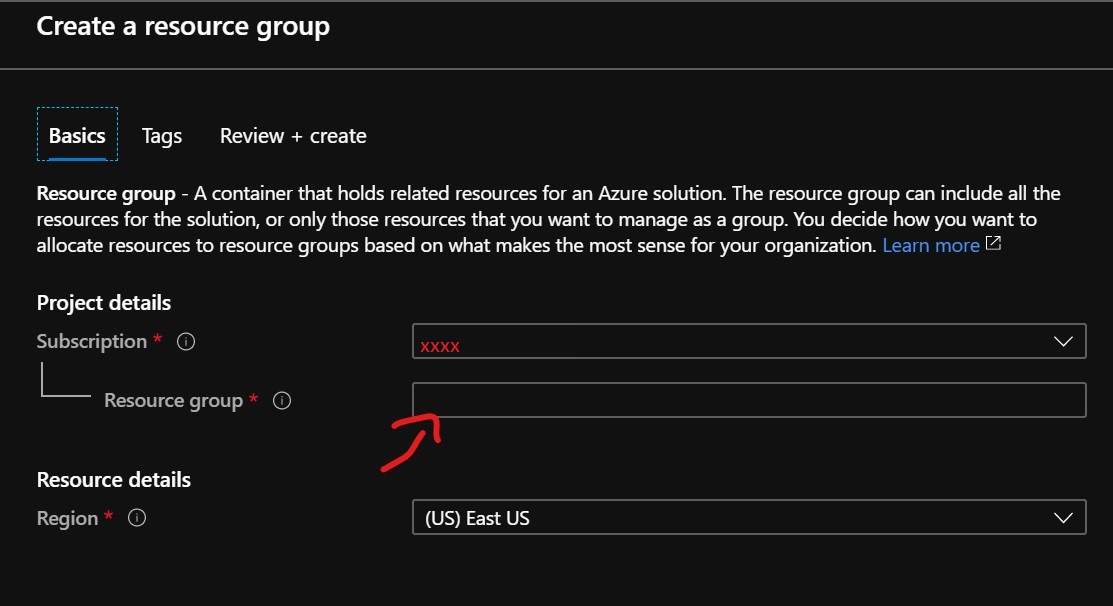 Create a resource group
Basics Tags Review + create
Resource group - A container that holds related resources for an Azure solution. The resource group can include all the
resources for the solution, or only those resources that you want to manage as a group. You decide how you want to
allocate resources to resource groups based on what makes the most sense for your organization. Learn more
Project details
Subscription *
xxxx
Resource group *
Resource details
Region *
(US) East US